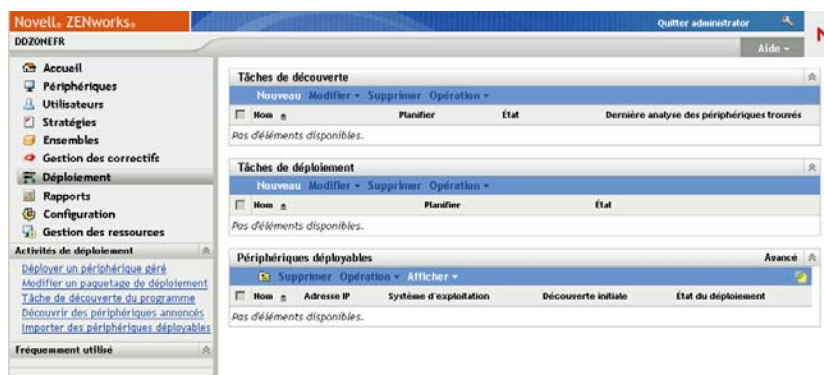 Novell® ZENworks®
Quitter administrator
DDZONEFR
Aide
Accueil
Périphériques
Utilisateurs
Stratégies
Ensembles
Gestion des correctifs
Déploiement
Rapports
Configuration
Gestion des ressources
Activités de déploiement
Déployer un périphérique géré
Modifier un paquetage de déploiement
Tâche de découverte du programme
Découvrir des périphériques annoncés
Importer des périphériques déployables
Fréquemment utilisé
Tâches de découverte
Nouveau Modifier Supprimer Opération
Nom Planifier État Dernière analyse des périphériques trouvés
Pas d'éléments disponibles.
Tâches de déploiement
Nouveau Modifier Supprimer Opération
Nom Planifier État
Pas d'éléments disponibles.
Périphériques déployables Avancé
Supprimer Opération Afficher
Nom Adresse IP Système d'exploitation Découverte initiale État du déploiement
Pas d'éléments disponibles.